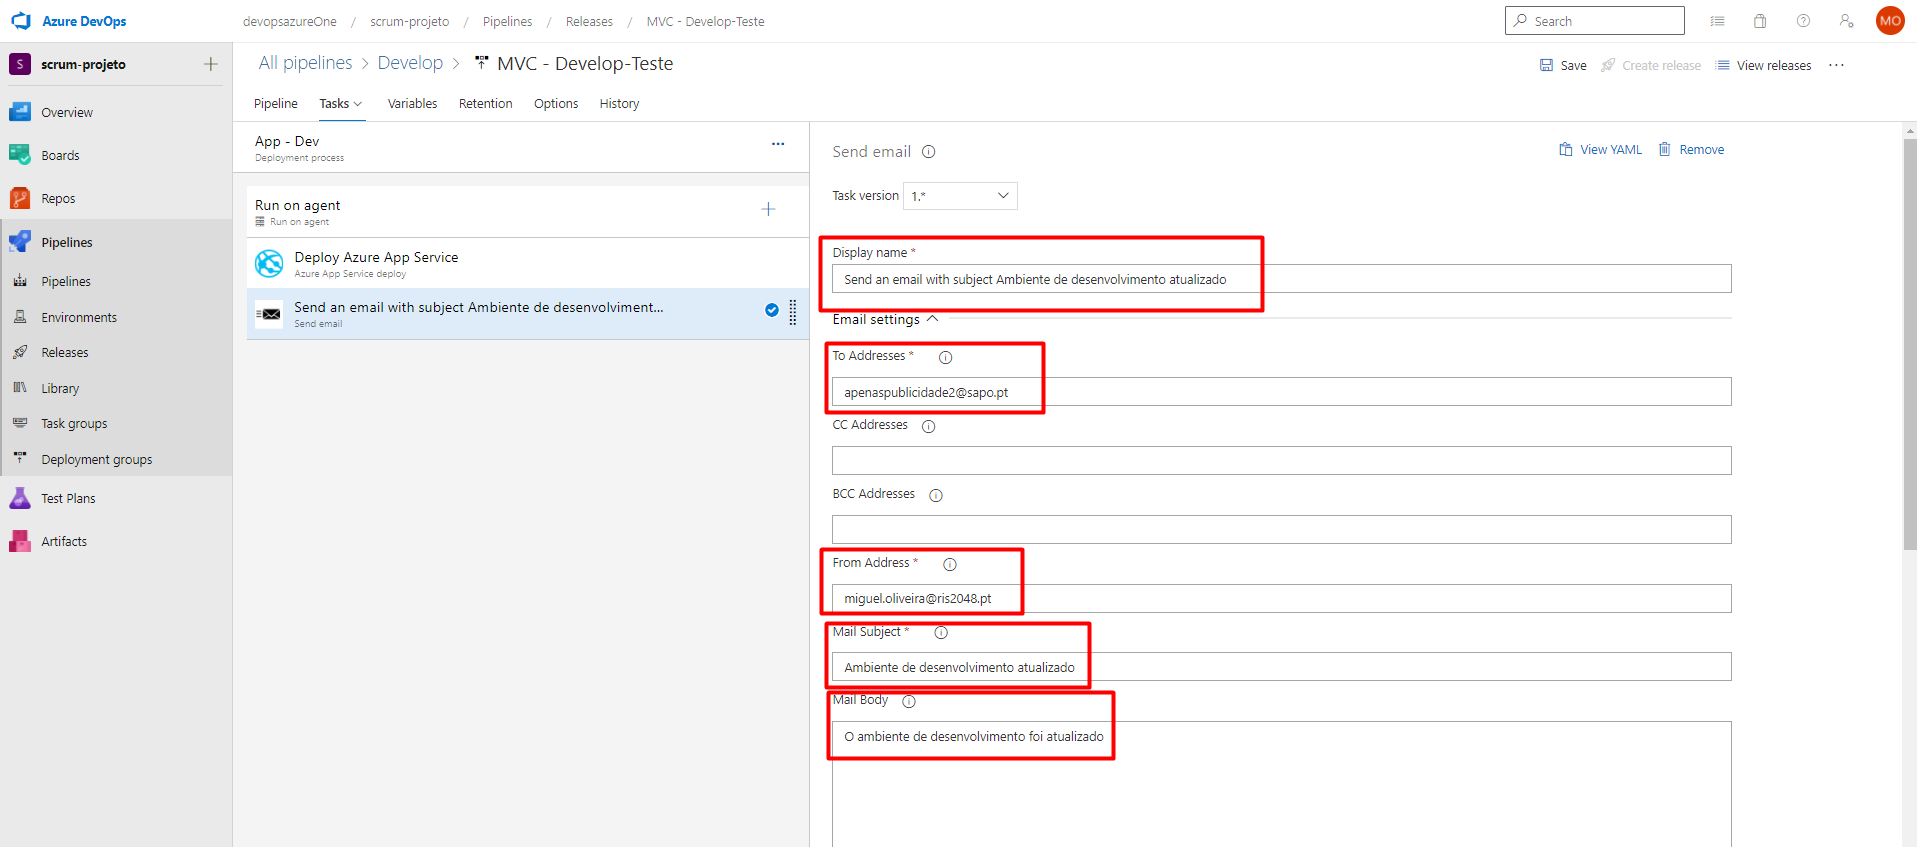 Azure DevOps
devopsazureOne / scrum-projeto / Pipelines / Releases / MVC - Develop-Teste
Search
MO
S scrum-projeto
Overview
Boards
Repos
Pipelines
Pipelines
Environments
Releases
Library
Task groups
Deployment groups
Test Plans
Artifacts
All pipelines > Develop > MVC - Develop-Teste
Save
Create release
View releases
Pipeline
Tasks
Variables
Retention
Options
History
App - Dev
Deployment process
Run on agent
Run on agent
Deploy Azure App Service
Azure App Service deploy
Send an email with subject Ambiente de desenvolviment...
Send email
Send email
View YAML
Remove
Task version 1.*
Display name *
Send an email with subject Ambiente de desenvolvimento atualizado
Email settings
To Addresses *
apenaspublicidade2@sapo.pt
CC Addresses
BCC Addresses
From Address *
miguel.oliveira@ris2048.pt
Mail Subject *
Ambiente de desenvolvimento atualizado
Mail Body
O ambiente de desenvolvimento foi atualizado